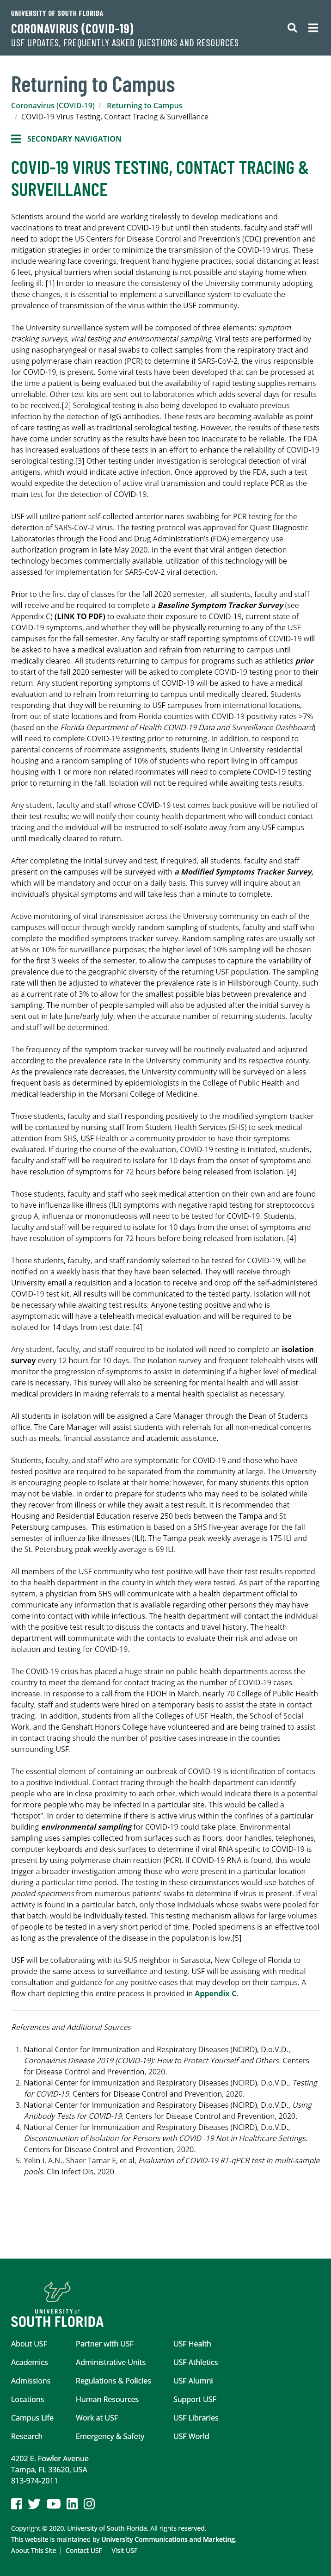 UNIVERSITY OF SOUTH FLORIDA
CORONAVIRUS (COVID-19)
USF UPDATES, FREQUENTLY ASKED QUESTIONS AND RESOURCES
Returning to Campus
Coronavirus (COVID-19) / Returning to Campus
/ COVID-19 Virus Testing, Contact Tracing & Surveillance
SECONDARY NAVIGATION
COVID-19 VIRUS TESTING, CONTACT TRACING &
SURVEILLANCE
Scientists around the world are working tirelessly to develop medications and
vaccinations to treat and prevent COVID-19 but until then students, faculty and staff will
need to adopt the US Centers for Disease Control and Prevention's (CDC) prevention and
mitigation strategies in order to minimize the transmission of the COVID-19 virus. These
include wearing face coverings, frequent hand hygiene practices, social distancing at least
6 feet, physical barriers when social distancing is not possible and staying home when
feeling ill. [1] In order to measure the consistency of the University community adopting
these changes, it is essential to implement a surveillance system to evaluate the
prevalence of transmission of the virus within the USF community.
The University surveillance system will be composed of three elements: symptom
tracking surveys, viral testing and environmental sampling. Viral tests are performed by
using nasopharyngeal or nasal swabs to collect samples from the respiratory tract and
using polymerase chain reaction (PCR) to determine if SARS-CoV-2, the virus responsible
for COVID-19, is present. Some viral tests have been developed that can be processed at
the time a patient is being evaluated but the availability of rapid testing supplies remains
unreliable. Other test kits are sent out to laboratories which adds several days for results
to be reported.[2] Serological testing is also being developed to evaluate previous
infection by the detection of IgG antibodies. These tests are becoming available as point
of care testing as well as traditional serological testing. However, the results of these tests
have come under scrutiny as the results have been too inaccurate to be reliable. The FDA
has increased evaluations of these tests in an effort to enhance the reliability of COVID-19
serological testing.[3] Other testing under investigation is serological detection of viral
antigens, which would indicate active infection. Once approved by the FDA, such a test
would expedite the detection of active viral transmission and could replace PCR as the
main test for the detection of COVID-19.
USF will utilize patient self-collected anterior nares swabbing for PCR testing for the
detection of SARS-CoV-2 virus. The testing protocol was approved for Quest Diagnostic
Laboratories through the Food and Drug Administration's (FDA) emergency use
authorization program in late May 2020. In the event that viral antigen detection
technology becomes commercially available, utilization of this technology will be
assessed for implementation for SARS-CoV-2 viral detection.
Prior to the first day of classes for the fall 2020 semester, all students, faculty and staff
will receive and be required to complete a Baseline Symptom Tracker Survey (see
Appendix C) (LINK TO PDF) to evaluate their exposure to COVID-19, current state of
COVID-19 symptoms, and whether they will be physically returning to any of the USF
campuses for the fall semester. Any faculty or staff reporting symptoms of COVID-19 will
be asked to have a medical evaluation and refrain from returning to campus until
medically cleared. All students returning to campus for programs such as athletics prior
to start of the fall 2020 semester will be asked to complete COVID-19 testing prior to their
return. Any student reporting symptoms of COVID-19 will be asked to have a medical
evaluation and to refrain from returning to campus until medically cleared. Students
responding that they will be returning to USF campuses from international locations,
from out of state locations and from Florida counties with COVID-19 positivity rates >7%
(based on the Florida Department of Health COVID-19 Data and Surveillance Dashboard)
will need to complete COVID-19 testing prior to returning. In addition, to respond to
parental concerns of roommate assignments, students living in University residential
housing and a random sampling of 10% of students who report living in off campus
housing with 1 or more non related roommates will need to complete COVID-19 testing
prior to returning in the fall. Isolation will not be required while awaiting tests results.
Any student, faculty and staff whose COVID-19 test comes back positive will be notified of
their test results; we will notify their county health department who will conduct contact
tracing and the individual will be instructed to self-isolate away from any USF campus
until medically cleared to return.
After completing the initial survey and test, if required, all students, faculty and staff
present on the campuses will be surveyed with a Modified Symptoms Tracker Survey,
which will be mandatory and occur on a daily basis. This survey will inquire about an
individual's physical symptoms and will take less than a minute to complete.
Active monitoring of viral transmission across the University community on each of the
campuses will occur through weekly random sampling of students, faculty and staff who
complete the modified symptoms tracker survey. Random sampling rates are usually set
at 5% or 10% for surveillance purposes; the higher level of 10% sampling will be chosen
for the first 3 weeks of the semester, to allow the campuses to capture the variability of
prevalence due to the geographic diversity of the returning USF population. The sampling
rate will then be adjusted to whatever the prevalence rate is in Hillsborough County, such
as a current rate of 3% to allow for the smallest possible bias between prevalence and
sampling. The number of sampled people will also be adjusted after the initial survey is
sent out in late June/early July, when the accurate number of returning students, faculty
and staff will be determined.
The frequency of the symptom tracker survey will be routinely evaluated and adjusted
according to the prevalence rate in the University community and its respective county.
As the prevalence rate decreases, the University community will be surveyed on a less
frequent basis as determined by epidemiologists in the College of Public Health and
medical leadership in the Morsani College of Medicine.
Those students, faculty and staff responding positively to the modified symptom tracker
will be contacted by nursing staff from Student Health Services (SHS) to seek medical
attention from SHS, USF Health or a community provider to have their symptoms
evaluated. If during the course of the evaluation, COVID-19 testing is initiated, students,
faculty and staff will be required to isolate for 10 days from the onset of symptoms and
have resolution of symptoms for 72 hours before being released from isolation. [4]
Those students, faculty and staff who seek medical attention on their own and are found
to have influenza like illness (ILI) symptoms with negative rapid testing for streptococcus
group A, influenza or mononucleosis will need to be tested for COVID-19. Students,
faculty and staff will be required to isolate for 10 days from the onset of symptoms and
have resolution of symptoms for 72 hours before being released from isolation. [4]
Those students, faculty, and staff randomly selected to be tested for COVID-19, will be
notified on a weekly basis that they have been selected. They will receive through
University email a requisition and a location to receive and drop off the self-administered
COVID-19 test kit. All results will be communicated to the tested party. Isolation will not
be necessary while awaiting test results. Anyone testing positive and who is
asymptomatic will have a telehealth medical evaluation and will be required to be
isolated for 14 days from test date. [4]
Any student, faculty, and staff required to be isolated will need to complete an isolation
survey every 12 hours for 10 days. The isolation survey and frequent telehealth visits will
monitor the progression of symptoms to assist in determining if a higher level of medical
care is necessary. This survey will also be screening for mental health and will assist
medical providers in making referrals to a mental health specialist as necessary.
All students in isolation will be assigned a Care Manager through the Dean of Students
office. The Care Manager will assist students with referrals for all non-medical concerns
such as meals, financial assistance and academic assistance.
Students, faculty, and staff who are symptomatic for COVID-19 and those who have
tested positive are required to be separated from the community at large. The University
is encouraging people to isolate at their home; however, for many students this option
may not be viable. In order to prepare for students who may need to be isolated while
they recover from illness or while they await a test result, it is recommended that
Housing and Residential Education reserve 250 beds between the Tampa and St
Petersburg campuses. This estimation is based on a SHS five-year average for the fall
semester of influenza like illnesses (ILI). The Tampa peak weekly average is 175 ILI and
the St. Petersburg peak weekly average is 69 ILI.
All members of the USF community who test positive will have their test results reported
to the health department in the county in which they were tested. As part of the reporting
system, a physician from SHS will communicate with a health department official to
communicate any information that is available regarding other persons they may have
come into contact with while infectious. The health department will contact the individual
with the positive test result to discuss the contacts and travel history. The health
department will communicate with the contacts to evaluate their risk and advise on
isolation and testing for COVID-19.
The COVID-19 crisis has placed a huge strain on public health departments across the
country to meet the demand for contact tracing as the number of COVID-19 cases
increase. In response to a call from the FDOH in March, nearly 70 College of Public Health
faculty, staff and students were hired on a temporary basis to assist the state in contact
tracing. In addition, students from all the Colleges of USF Health, the School of Social
Work, and the Genshaft Honors College have volunteered and are being trained to assist
in contact tracing should the number of positive cases increase in the counties
surrounding USF.
The essential element of containing an outbreak of COVID-19 is identification of contacts
to a positive individual. Contact tracing through the health department can identify
people who are in close proximity to each other, which would indicate there is a potential
for more people who may be infected in a particular site. This would be called a
"hotspot". In order to determine if there is active virus within the confines of a particular
building environmental sampling for COVID-19 could take place. Environmental
sampling uses samples collected from surfaces such as floors, door handles, telephones,
computer keyboards and desk surfaces to determine if viral RNA specific to COVID-19 is
present by using polymerase chain reaction (PCR). If COVID-19 RNA is found, this would
trigger a broader investigation among those who were present in a particular location
during a particular time period. The testing in these circumstances would use batches of
pooled specimens from numerous patients' swabs to determine if virus is present. If viral
activity is found in a particular batch, only those individuals whose swabs were pooled for
that batch, would be individually tested. This testing mechanism allows for large volumes
of people to be tested in a very short period of time. Pooled specimens is an effective tool
as long as the prevalence of the disease in the population is low.[5]
USF will be collaborating with its SUS neighbor in Sarasota, New College of Florida to
provide the same access to surveillance and testing. USF will be assisting with medical
consultation and guidance for any positive cases that may develop on their campus. A
flow chart depicting this entire process is provided in Appendix C.
References and Additional Sources
1. National Center for Immunization and Respiratory Diseases (NCIRD), D.o.V.D.,
Coronavirus Disease 2019 (COVID-19): How to Protect Yourself and Others. Centers
for Disease Control and Prevention, 2020.
2. National Center for Immunization and Respiratory Diseases (NCIRD), D.o.V.D., Testing
for COVID-19. Centers for Disease Control and Prevention, 2020.
3. National Center for Immunization and Respiratory Diseases (NCIRD), D.o.V.D., Using
Antibody Tests for COVID-19. Centers for Disease Control and Prevention, 2020.
4. National Center for Immunization and Respiratory Diseases (NCIRD), D.o.V.D.,
Discontinuation of Isolation for Persons with COVID -19 Not in Healthcare Settings.
Centers for Disease Control and Prevention, 2020.
5. Yelin I, A.N., Shaer Tamar E, et al, Evaluation of COVID-19 RT-qPCR test in multi-sample
pools. Clin Infect Dis, 2020
UNIVERSITY of
SOUTH FLORIDA
About USF Partner with USF USF Health
Academics Administrative Units USF Athletics
Admissions Regulations & Policies USF Alumni
Locations Human Resources Support USF
Campus Life Work at USF USF Libraries
Research Emergency & Safety USF World
4202 E. Fowler Avenue
Tampa, FL 33620, USA
813-974-2011
Copyright © 2020, University of South Florida. All rights reserved.
This website is maintained by University Communications and Marketing.
About This Site | Contact USF | Visit USF